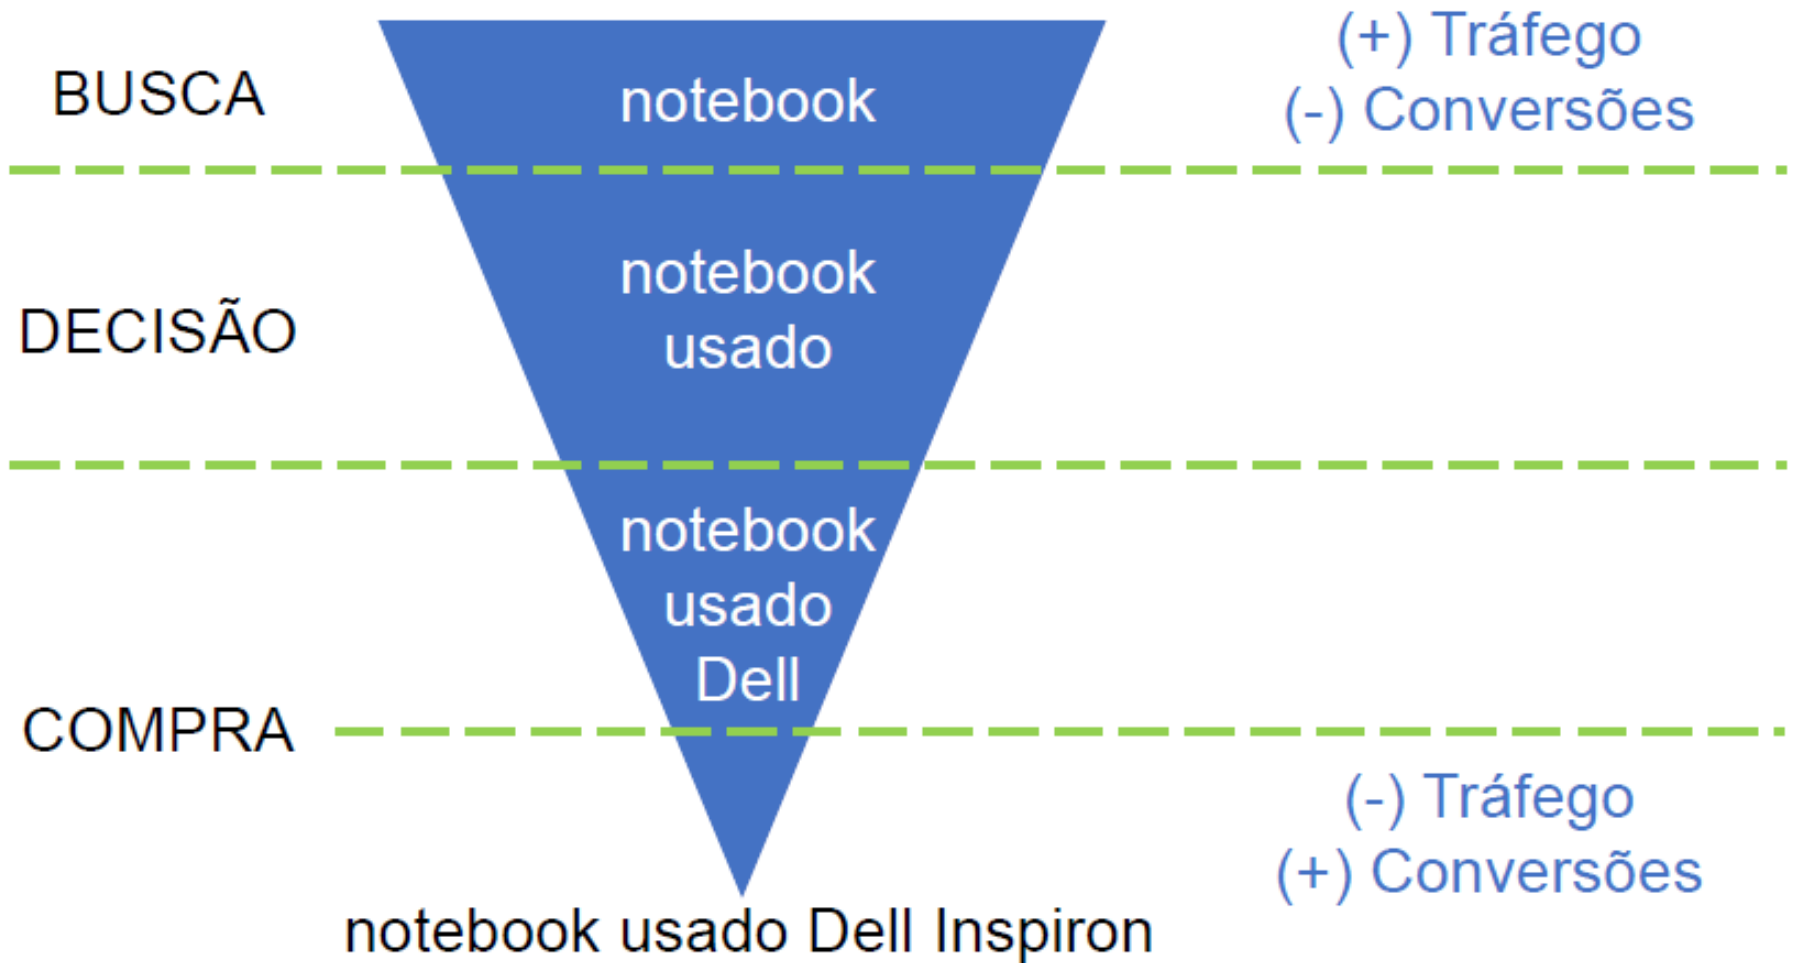 BUSCA
notebook
(+) Tráfego
(-) Conversões
DECISÃO
notebook
usado
COMPRA
notebook
usado
Dell
(-) Tráfego
(+) Conversões
notebook usado Dell Inspiron